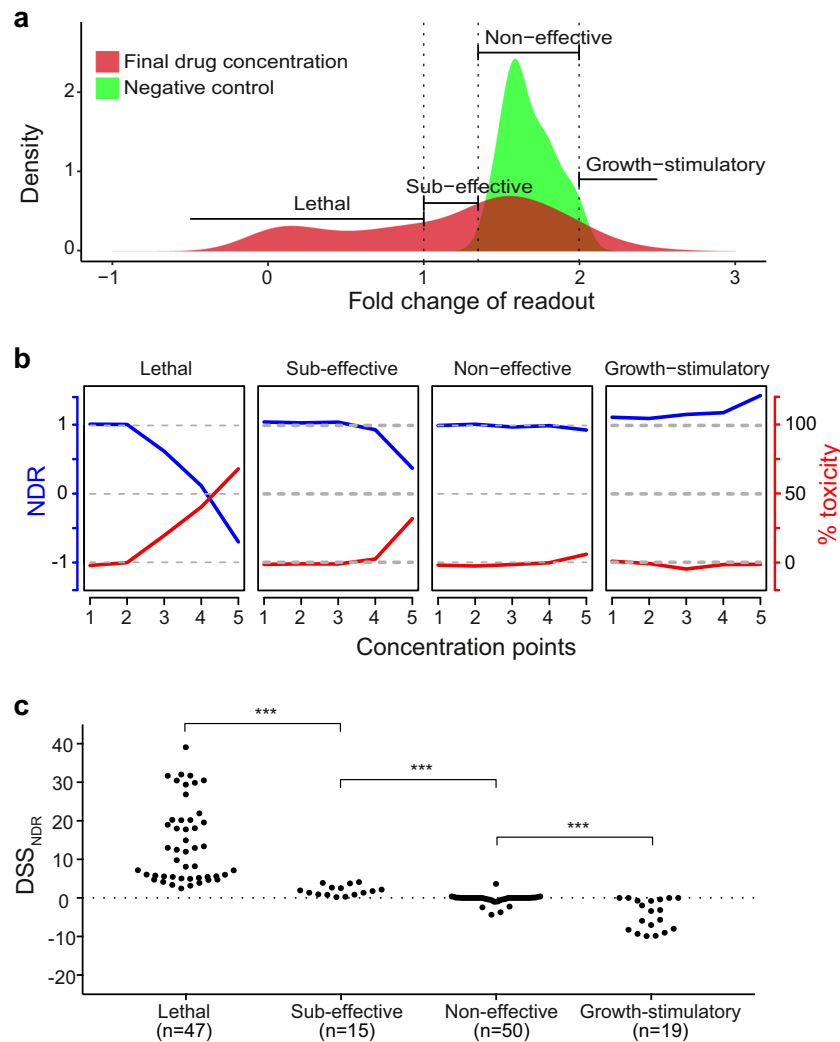 a
Final drug concentration
Negative control
Non−effective
Growth−stimulatory
Sub−effective
Lethal
Density
2
1
0
−1
0
1
2
3
Fold change of readout
b
Lethal
Sub−effective
Non−effective
Growth−stimulatory
NDR
1
0
-1
100
50
0
% toxicity
1 2 3 4 5
1 2 3 4 5
1 2 3 4 5
1 2 3 4 5
Concentration points
c
***
***
***
DSSNDR
40
30
20
10
0
-10
-20
Lethal
(n=47)
Sub-effective
(n=15)
Non-effective
(n=50)
Growth-stimulatory
(n=19)